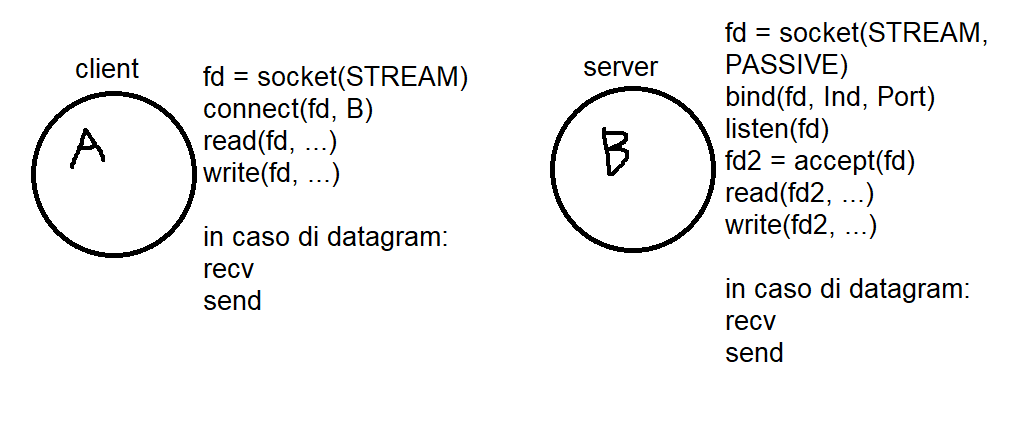 client
A
fd = socket(STREAM)
connect(fd, B)
read(fd, ...)
write(fd, ...)
in caso di datagram:
recv
send
server
B
fd = socket(STREAM,
PASSIVE)
bind(fd, Ind, Port)
listen(fd)
fd2 = accept(fd)
read(fd2, ...)
write(fd2, ...)
in caso di datagram:
recv
send